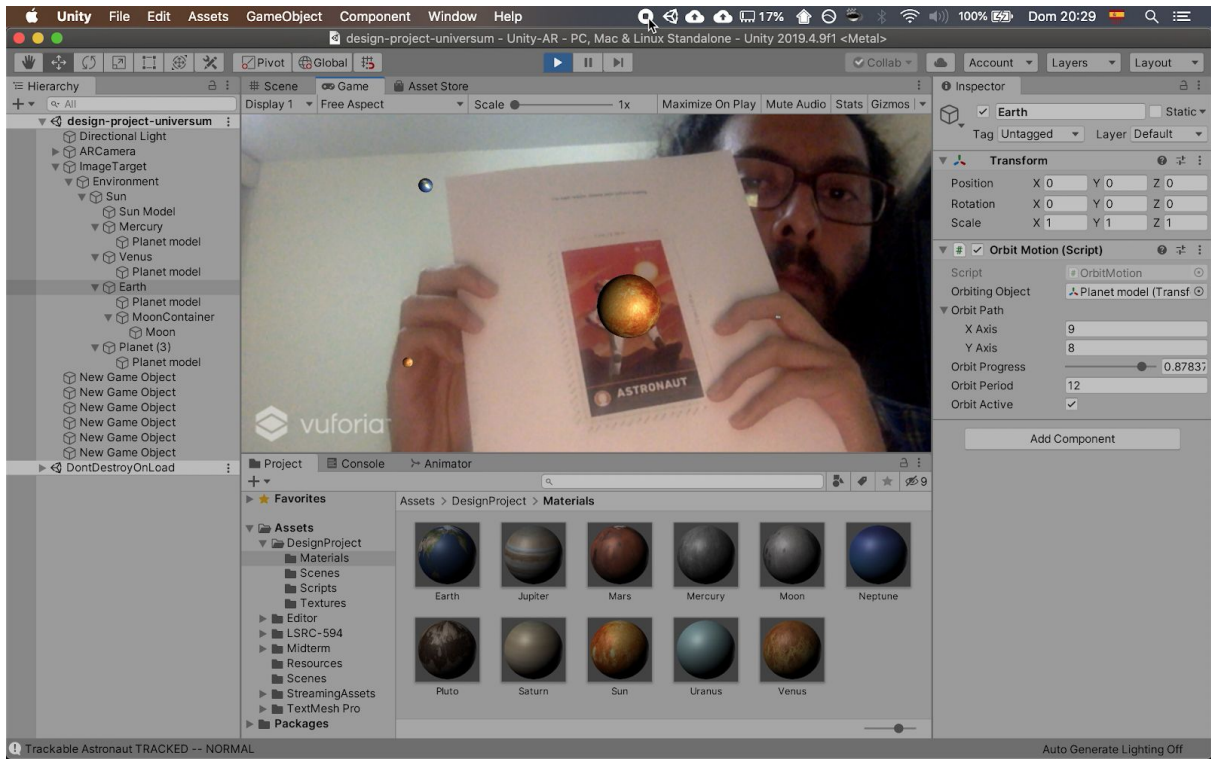 Unity File Edit Assets GameObject Component Window Help 17% 100% Dom 20:29
design-project-universum - Unity-AR - PC, Mac & Linux Standalone - Unity 2019.4.9f1 <Metal>
Pivot Global Collab Account Layers Layout
Hierarchy
All
design-project-universum
Directional Light
ARCamera
ImageTarget
Environment
Sun
Sun Model
Mercury
Planet model
Venus
Planet model
Earth
Planet model
MoonContainer
Moon
Planet (3)
Planet model
New Game Object
New Game Object
New Game Object
New Game Object
New Game Object
New Game Object
DontDestroyOnLoad
Scene Game Asset Store
Display 1 Free Aspect Scale 1x Maximize On Play Mute Audio Stats Gizmos
ASTRONAUT
vuforia
Project Console Animator
9
Favorites
Assets
DesignProject
Materials
Scenes
Scripts
Textures
Editor
LSRC-594
Midterm
Resources
Scenes
StreamingAssets
TextMesh Pro
Packages
Assets > DesignProject > Materials
Earth Jupiter Mars Mercury Moon Neptune
Pluto Saturn Sun Uranus Venus
Inspector
Earth Static
Tag Untagged Layer Default
Transform
Position X 0 Y 0 Z 0
Rotation X 0 Y 0 Z 0
Scale X 1 Y 1 Z 1
# Orbit Motion (Script)
Script # OrbitMotion
Orbiting Object Planet model (Transf
Orbit Path
X Axis 9
Y Axis 8
Orbit Progress 0.87837
Orbit Period 12
Orbit Active
Add Component
Trackable Astronaut TRACKED -- NORMAL Auto Generate Lighting Off